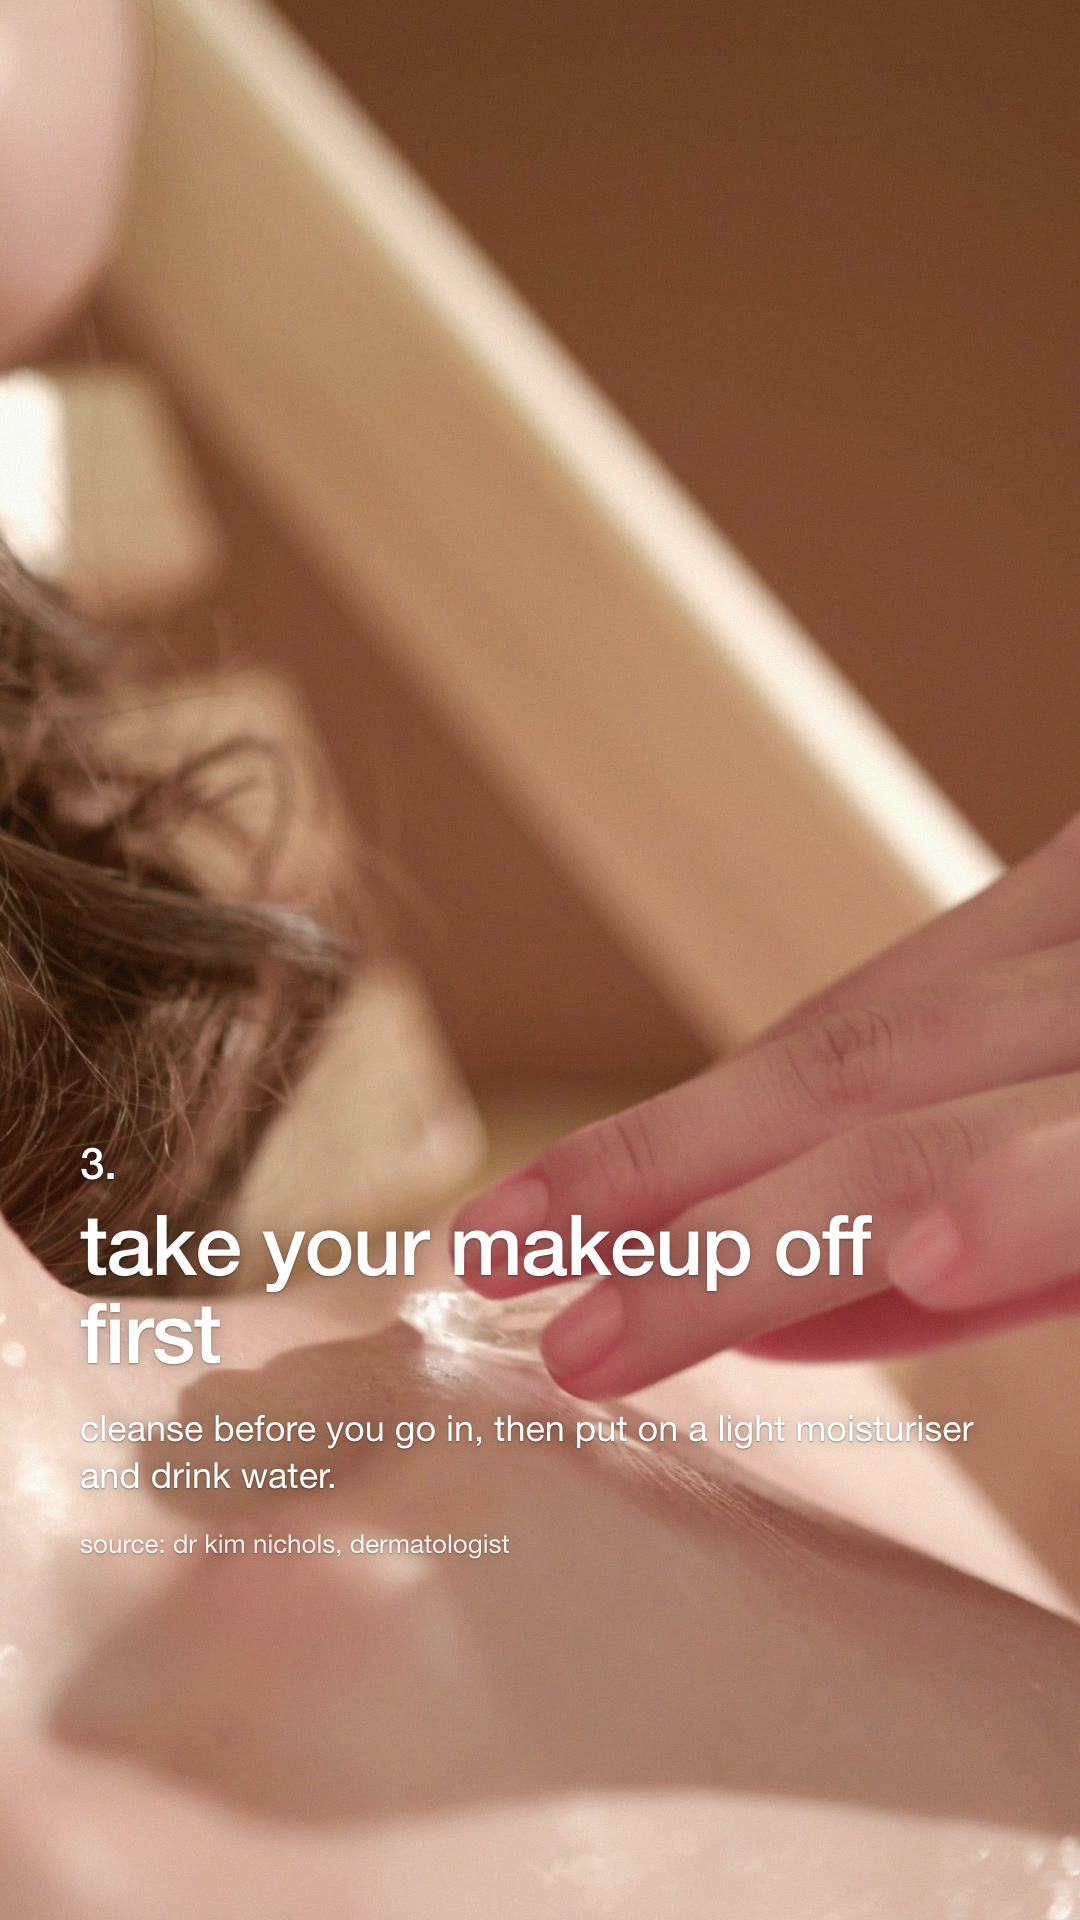 3.
take your makeup off
first
cleanse before you go in, then put on a light moisturiser
and drink water.
source: dr kim nichols, dermatologist